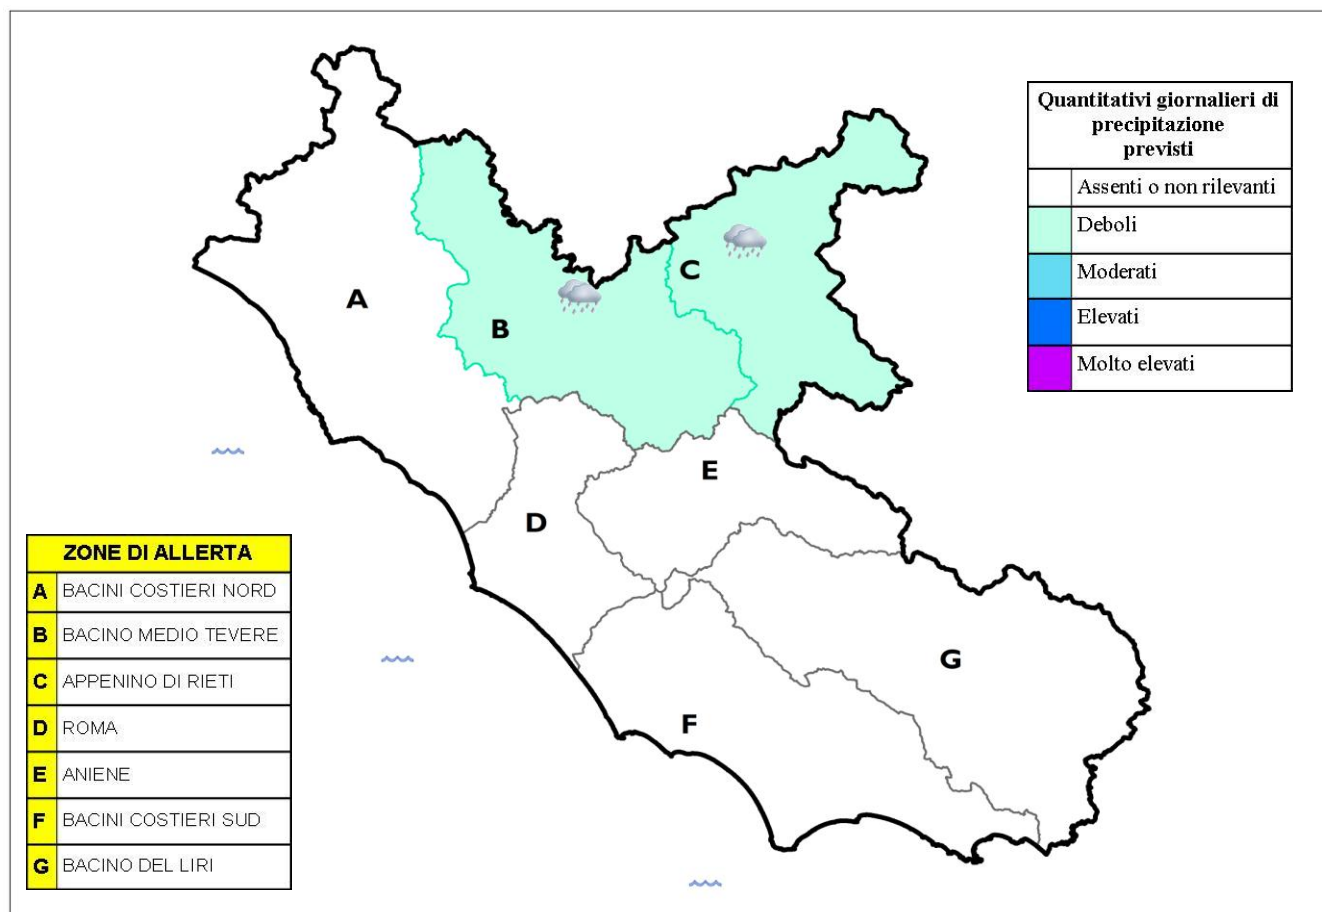 Quantitativi giornalieri di
precipitazione
previsti
Assenti o non rilevanti
Deboli
Moderati
Elevati
Molto elevati
A
B
C
D
E
F
G
ZONE DI ALLERTA
A BACINI COSTIERI NORD
B BACINO MEDIO TEVERE
C APPENINO DI RIETI
D ROMA
E ANIENE
F BACINI COSTIERI SUD
G BACINO DEL LIRI